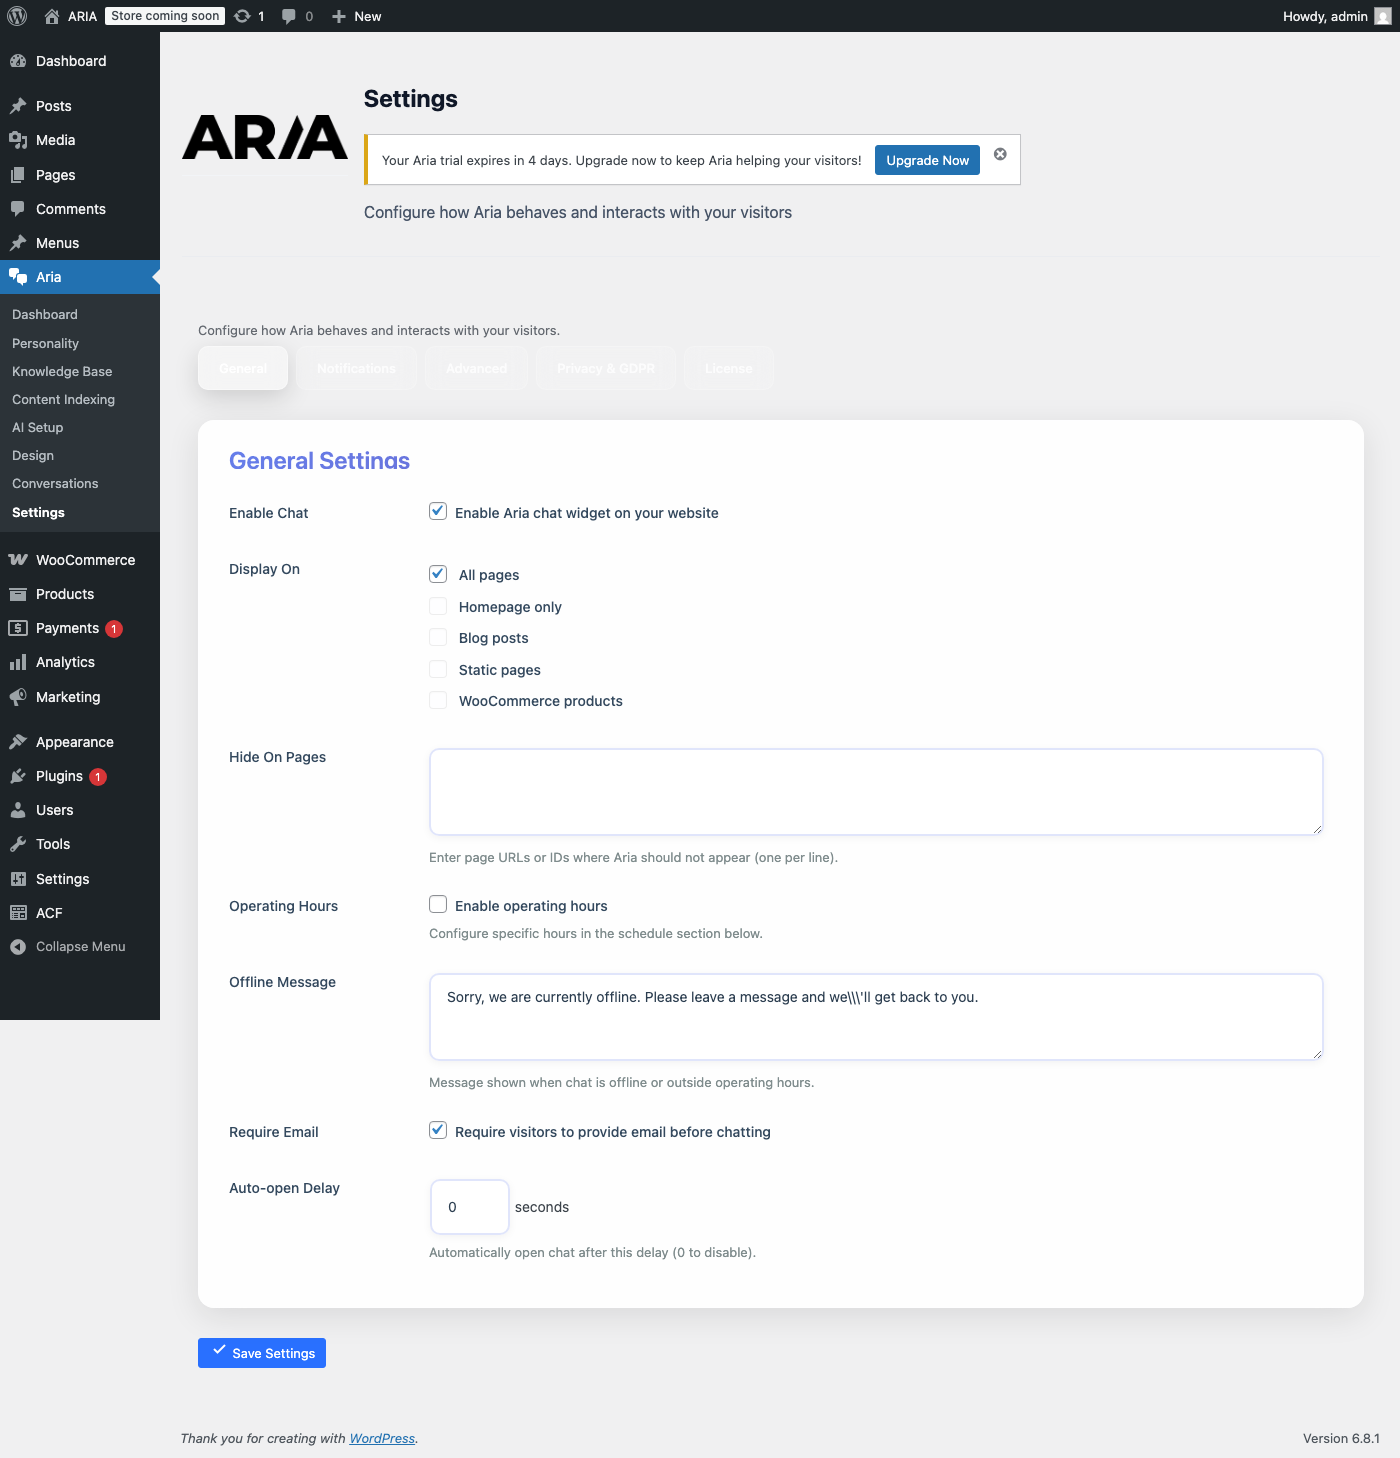 ARIA
Store coming soon
1
0
New
Howdy, admin
Dashboard
Posts
Media
Pages
Comments
Menus
Aria
Dashboard
Personality
Knowledge Base
Content Indexing
AI Setup
Design
Conversations
Settings
WooCommerce
Products
Payments 1
Analytics
Marketing
Appearance
Plugins 1
Users
Tools
Settings
ACF
Collapse Menu
ARIA
Settings
Your Aria trial expires in 4 days. Upgrade now to keep Aria helping your visitors!
Upgrade Now
Configure how Aria behaves and interacts with your visitors
Configure how Aria behaves and interacts with your visitors.
General
Notifications
Advanced
Privacy & GDPR
License
General Settings
Enable Chat
Enable Aria chat widget on your website
Display On
All pages
Homepage only
Blog posts
Static pages
WooCommerce products
Hide On Pages
Enter page URLs or IDs where Aria should not appear (one per line).
Operating Hours
Enable operating hours
Configure specific hours in the schedule section below.
Offline Message
Sorry, we are currently offline. Please leave a message and we\\\'ll get back to you.
Message shown when chat is offline or outside operating hours.
Require Email
Require visitors to provide email before chatting
Auto-open Delay
0
seconds
Automatically open chat after this delay (0 to disable).
Save Settings
Thank you for creating with WordPress.
Version 6.8.1